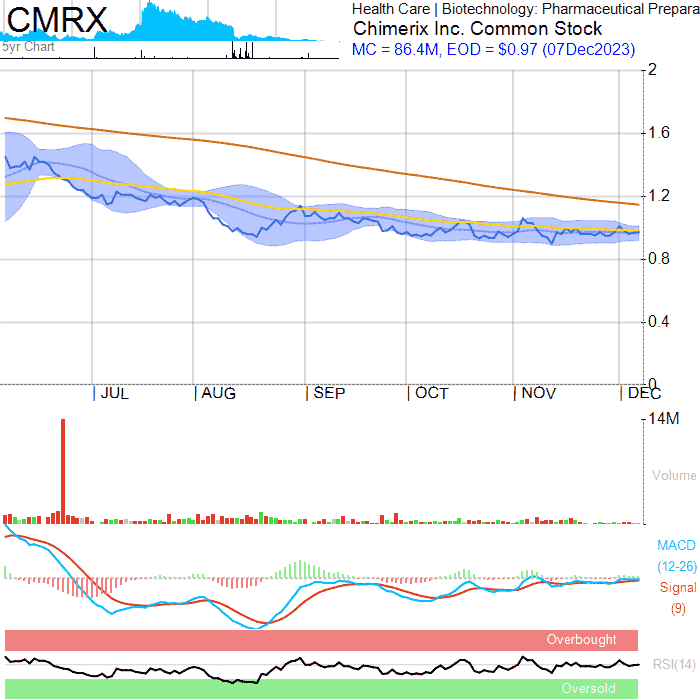 CMRX
5yr Chart
Health Care | Biotechnology: Pharmaceutical Prepara
Chimerix Inc. Common Stock
MC = 86.4M, EOD = $0.97 (07Dec2023)
2
1.6
1.2
0.8
0.4
0
JUL AUG SEP OCT NOV DEC
14M
Volume
MACD
(12-26)
Signal
(9)
Overbought
RSI(14)
Oversold